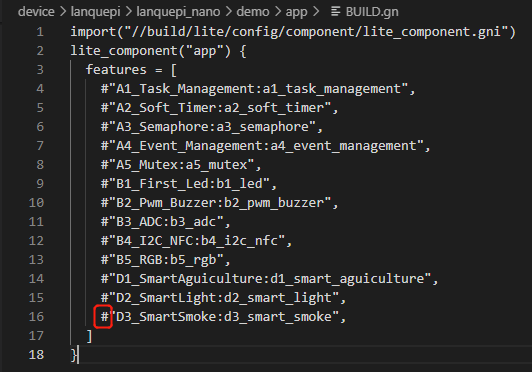 device > lanquepi > lanquepi_nano > demo > app > BUILD.gn
1 import("//build/lite/config/component/lite_component.gni")
2 lite_component("app") {
3 features = [
4 #"A1_Task_Management:a1_task_management",
5 #"A2_Soft_Timer:a2_soft_timer",
6 #"A3_Semaphore:a3_semaphore",
7 #"A4_Event_Management:a4_event_management",
8 #"A5_Mutex:a5_mutex",
9 #"B1_First_Led:b1_led",
10 #"B2_Pwm_Buzzer:b2_pwm_buzzer",
11 #"B3_ADC:b3_adc",
12 #"B4_I2C_NFC:b4_i2c_nfc",
13 #"B5_RGB:b5_rgb",
14 #"D1_SmartAguiculture:d1_smart_aguiculture",
15 #"D2_SmartLight:d2_smart_light",
16 #"D3_SmartSmoke:d3_smart_smoke",
17 ]
18 }